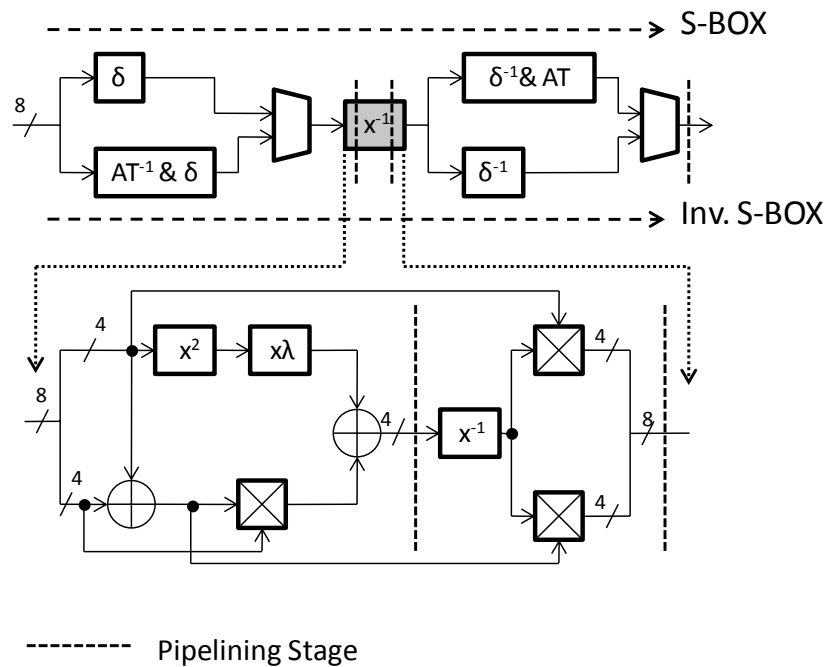 S-BOX
8
δ
AT⁻¹ & δ
x⁻¹
δ⁻¹& AT
δ⁻¹
Inv. S-BOX
8
4
x²
xλ
4
4
x⁻¹
4
8
4
Pipelining Stage